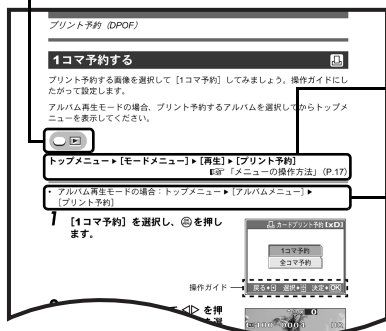 プリント予約（DPOF）
1コマ予約する
プリント予約する画像を選択して［1コマ予約］してみましょう。操作ガイドにし
たがって設定します。
アルバム再生モードの場合、プリント予約するアルバムを選択してからトップメ
ニューを表示してください。
トップメニュー ▶［モードメニュー］▶［再生］▶［プリント予約］
「メニューの操作方法」（P.17）
• アルバム再生モードの場合：トップメニュー ▶［アルバムメニュー］▶
［プリント予約］
1 ［1コマ予約］を選択し、を押し
ます。
カードプリント予約［xD］
1コマ予約
全コマ予約
操作ガイド
戻る 選択 決定 OK
を押